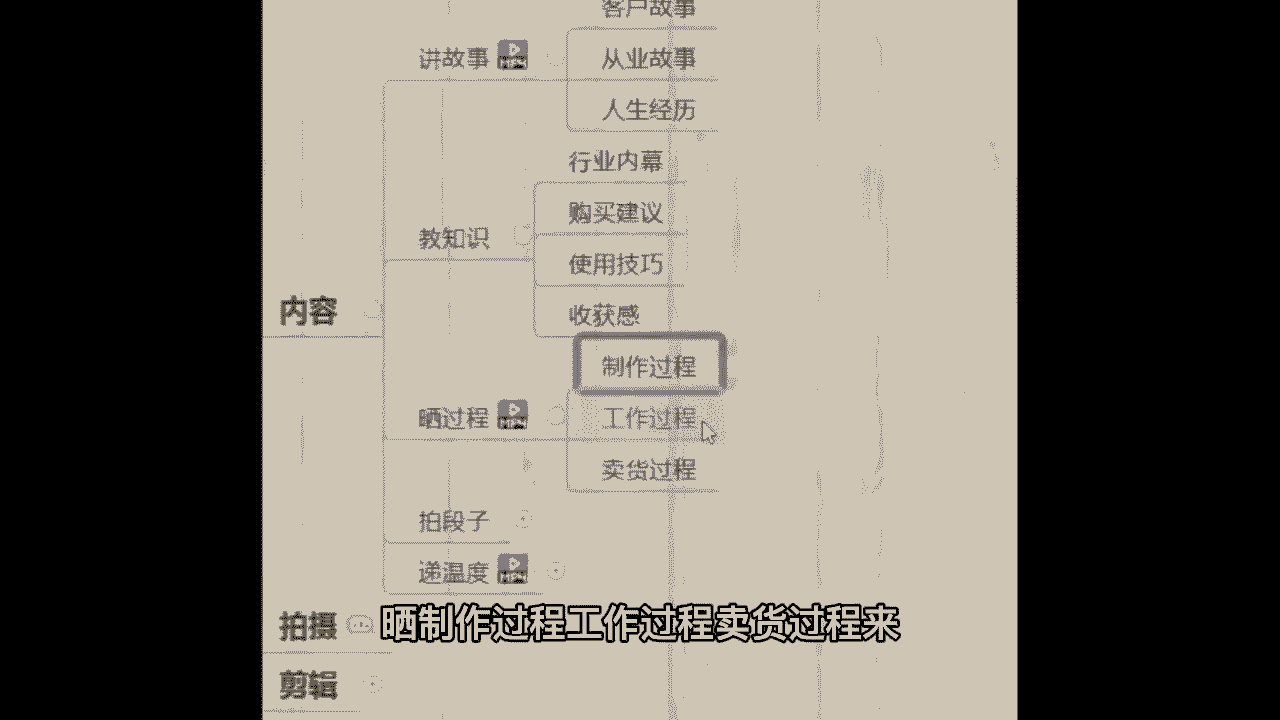 客户故事
讲故事
从业故事
人生经历
行业内幕
购买建议
教知识
使用技巧
内容
收获感
制作过程
晒过程
工作过程
卖货过程
拍段子
递温度
拍摄
晒制作过程工作过程卖货过程来
剪辑